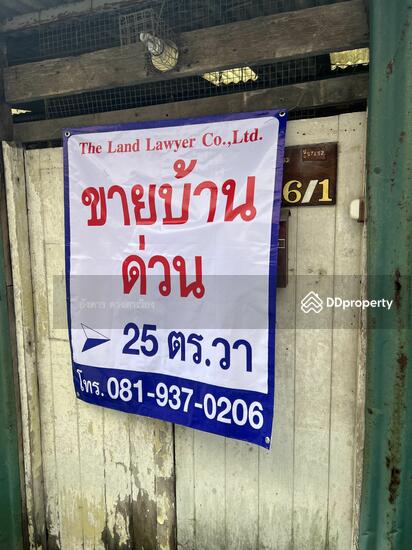 The Land Lawyer Co.,Ltd.
ขายบ้าน
ด่วน
25 ตร.วา
โทร. 081-937-0206
6/1
DDproperty